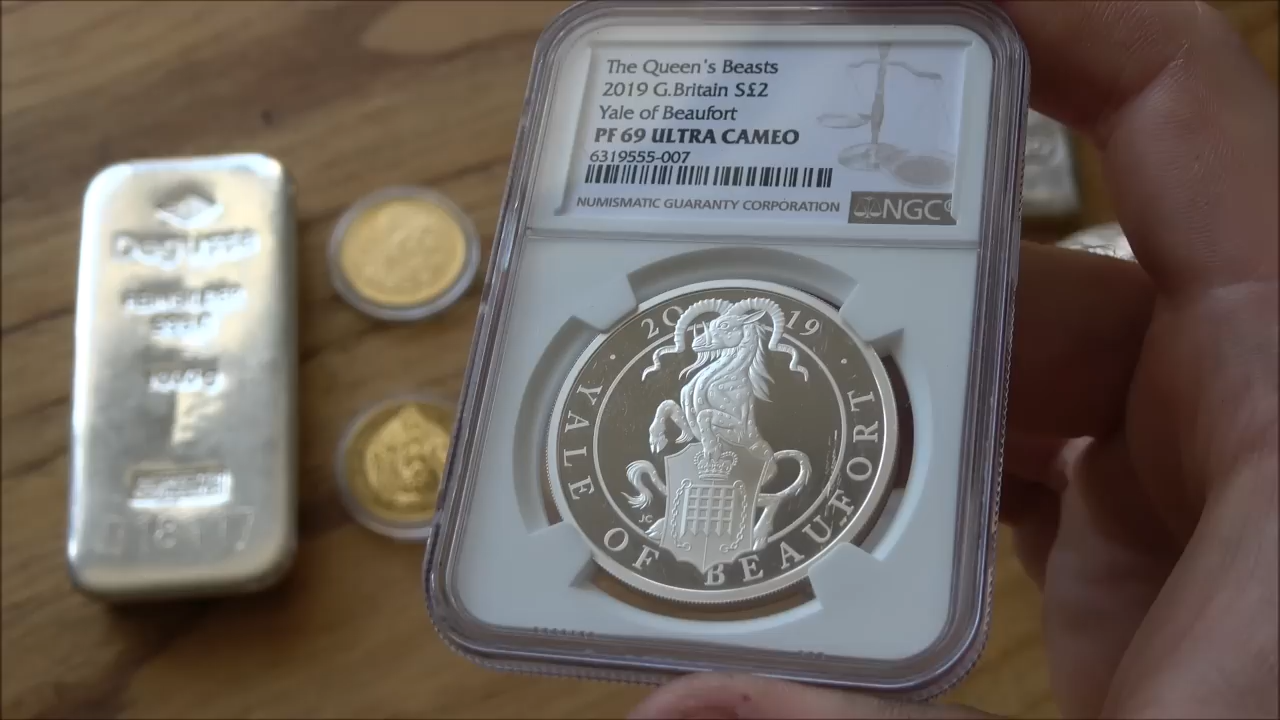 The Queen's Beasts
2019 G.Britain S£2
Yale of Beaufort
PF 69 ULTRA CAMEO
6319555-007
NUMISMATIC GUARANTY CORPORATION
NGC
2019
YALE OF BEAUFORT
JC